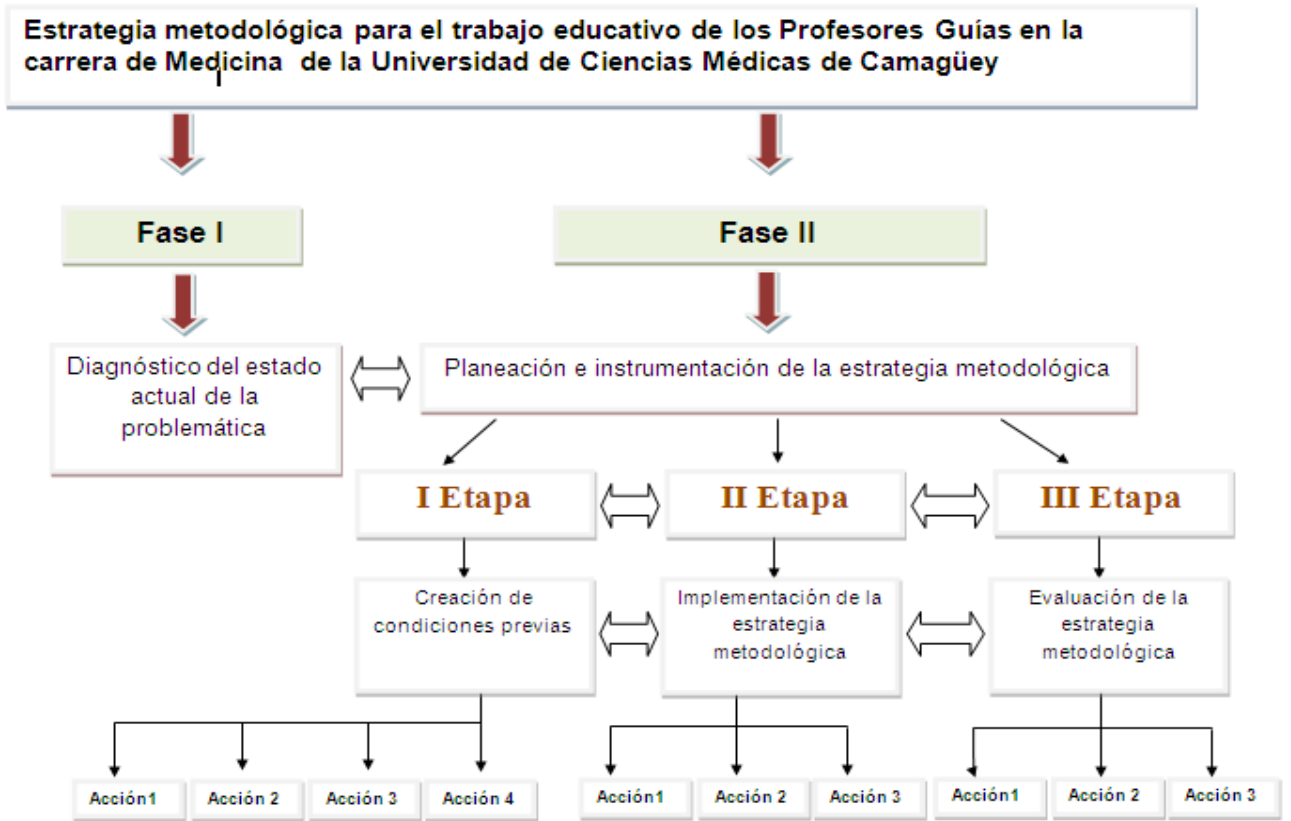 Estrategia metodológica para el trabajo educativo de los Profesores Guías en la
carrera de Medicina de la Universidad de Ciencias Médicas de Camagüey
Fase I
Fase II
Diagnóstico del estado
actual de la
problemática
Planeación e instrumentación de la estrategia metodológica
I Etapa
II Etapa
III Etapa
Creación de
condiciones previas
Implementación de la
estrategia
metodológica
Evaluación de la
estrategia
metodológica
Acción1
Acción 2
Acción 3
Acción 4
Acción1
Acción 2
Acción 3
Acción1
Acción 2
Acción 3